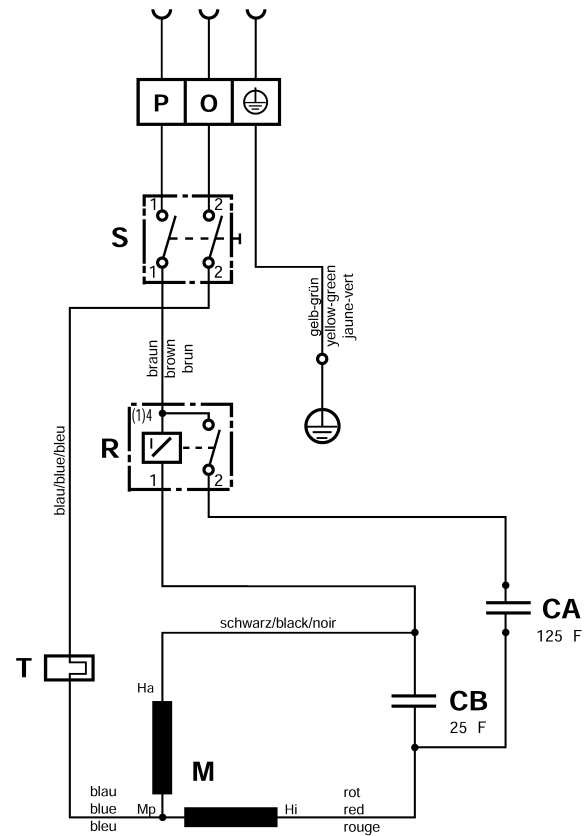 P O
1 2
S
1 2
gelb-grün
yellow-green
jaune-vert
braun
brown
brun
(1)4
R
1 2
blau/blue/bleu
CA
125 F
schwarz/black/noir
T
Ha
CB
25 F
M
blau
blue
bleu
Mp
Hi
rot
red
rouge